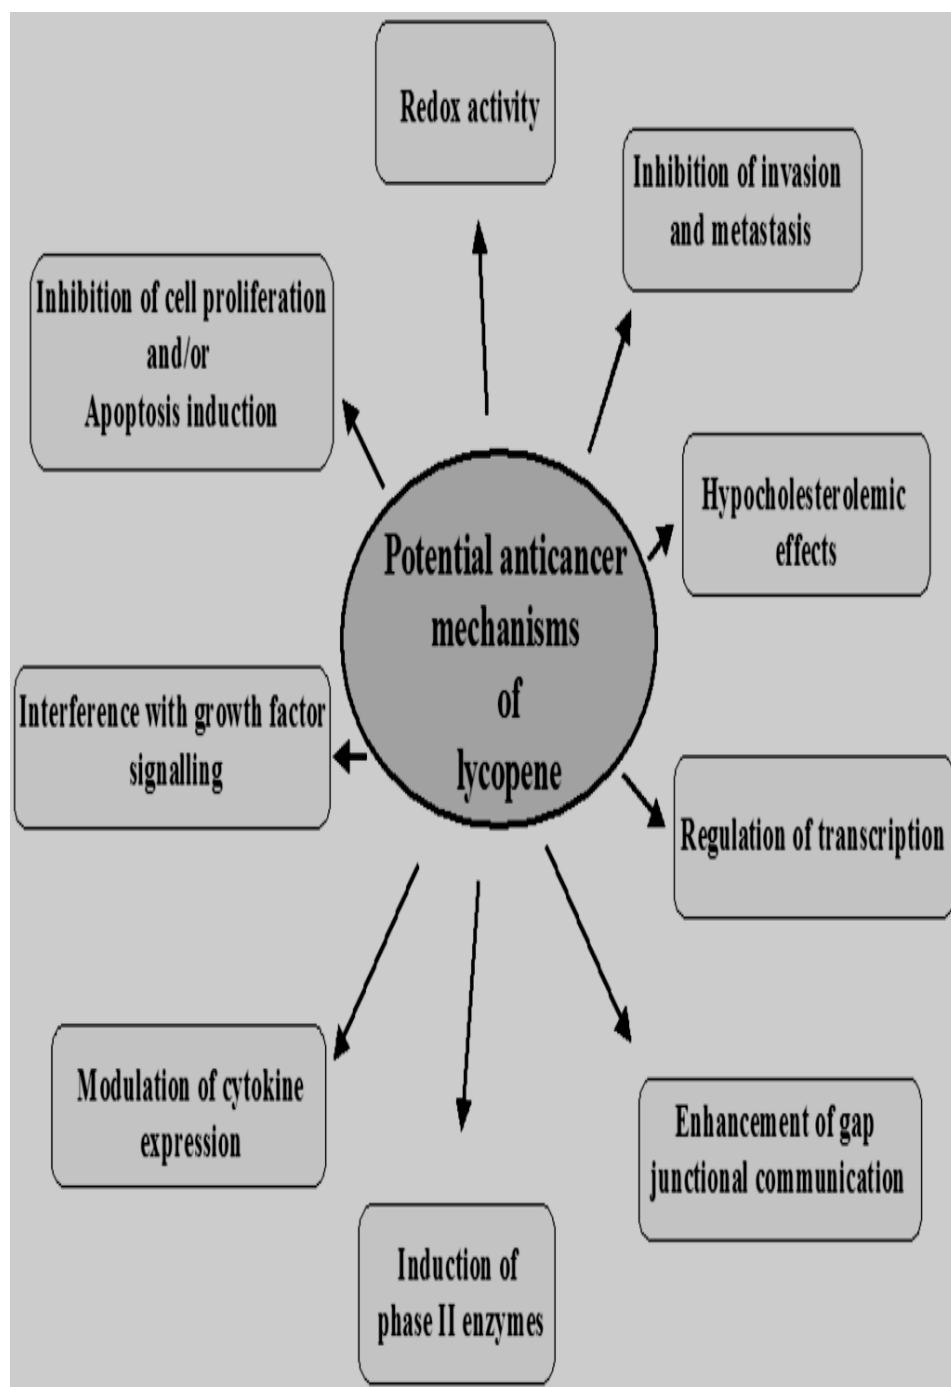 Redox activity
Inhibition of invasion
and metastasis
Inhibition of cell proliferation
and/or
Apoptosis induction
Hypocholesterolemic
effects
Potential anticancer
mechanisms
of
lycopene
Interference with growth factor
signalling
Regulation of transcription
Modulation of cytokine
expression
Enhancement of gap
junctional communication
Induction of
phase II enzymes